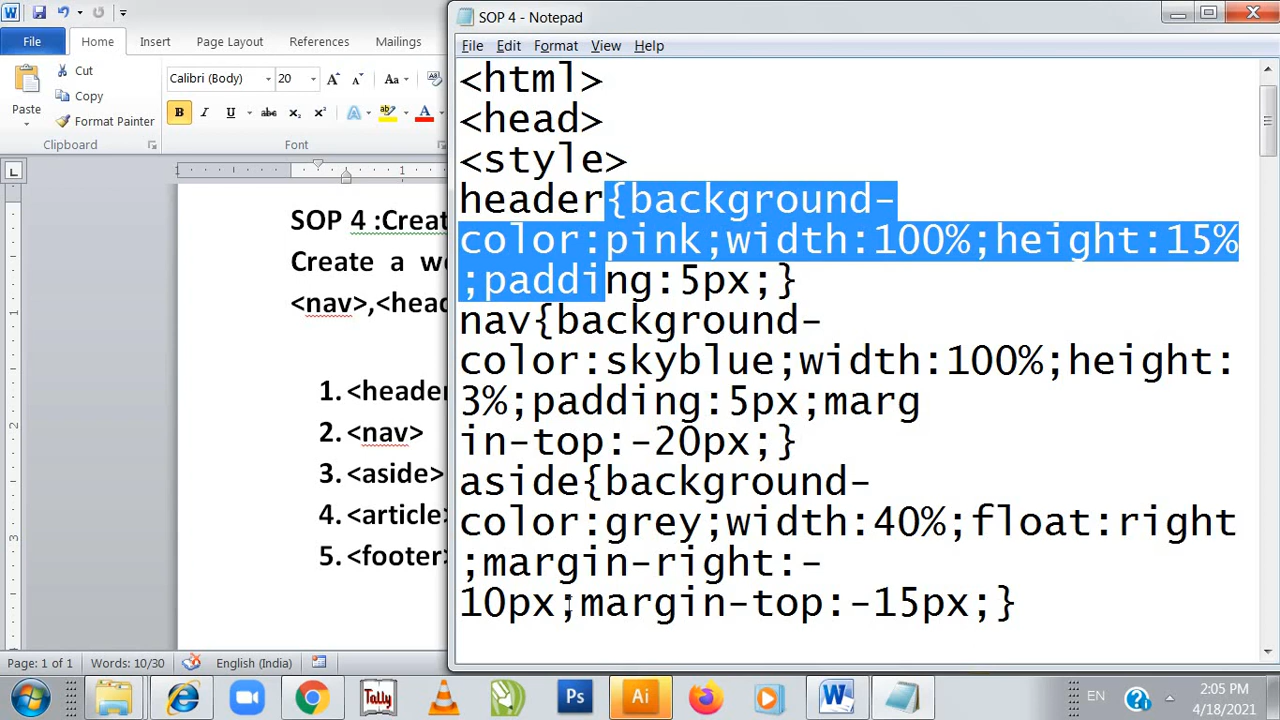 SOP 4 - Notepad
File Home Insert Page Layout References Mailings
File Edit Format View Help
Paste
Cut
Copy
Format Painter
Calibri (Body) 20
Clipboard
Font
SOP 4 :Creat
Create a we
<nav>,<head
1. <header
2. <nav>
3. <aside>
4. <article>
5. <footer>
<html>
<head>
<style>
header{background-
color:pink;width:100%;height:15%
;padding:5px;}
nav{background-
color:skyblue;width:100%;height:
3%;padding:5px;marg
in-top:-20px;}
aside{background-
color:grey;width:40%;float:right
;margin-right:-
10px;margin-top:-15px;}
Page: 1 of 1 Words: 10/30 English (India)
Tally
Ps
Ai
EN
2:05 PM
4/18/2021